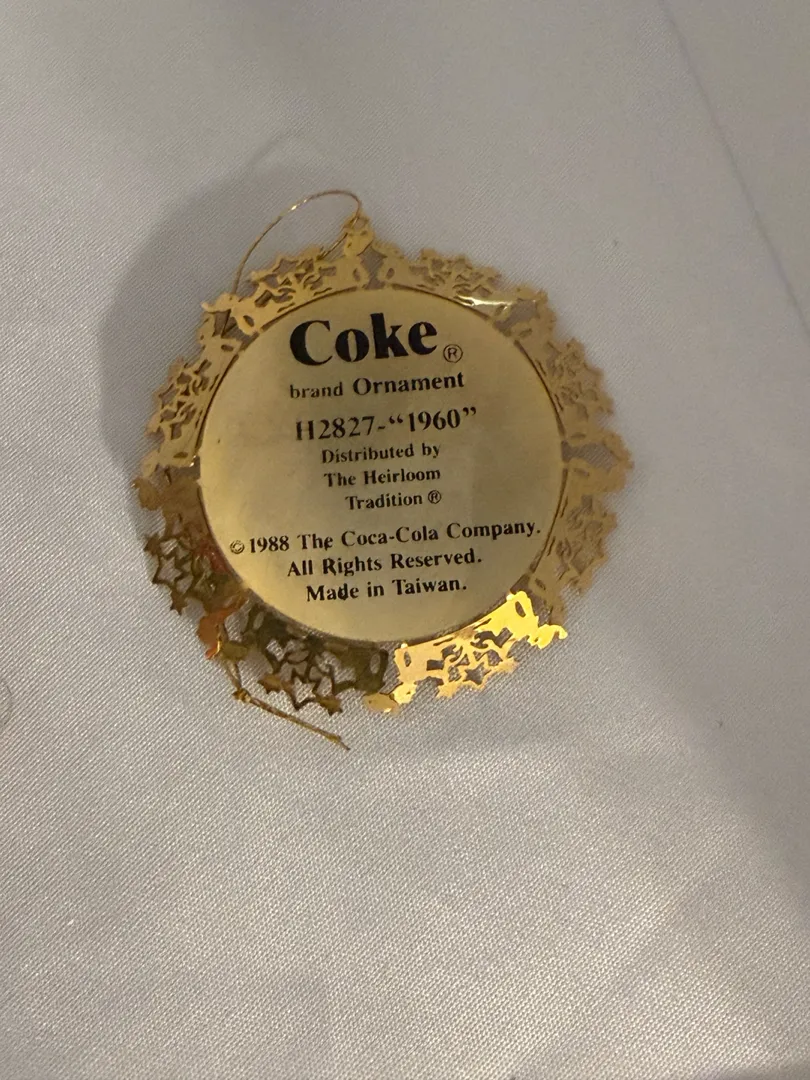 Coke®
brand Ornament
H2827-“1960”
Distributed by
The Heirloom
Tradition ®
© 1988 The Coca-Cola Company.
All Rights Reserved.
Made in Taiwan.